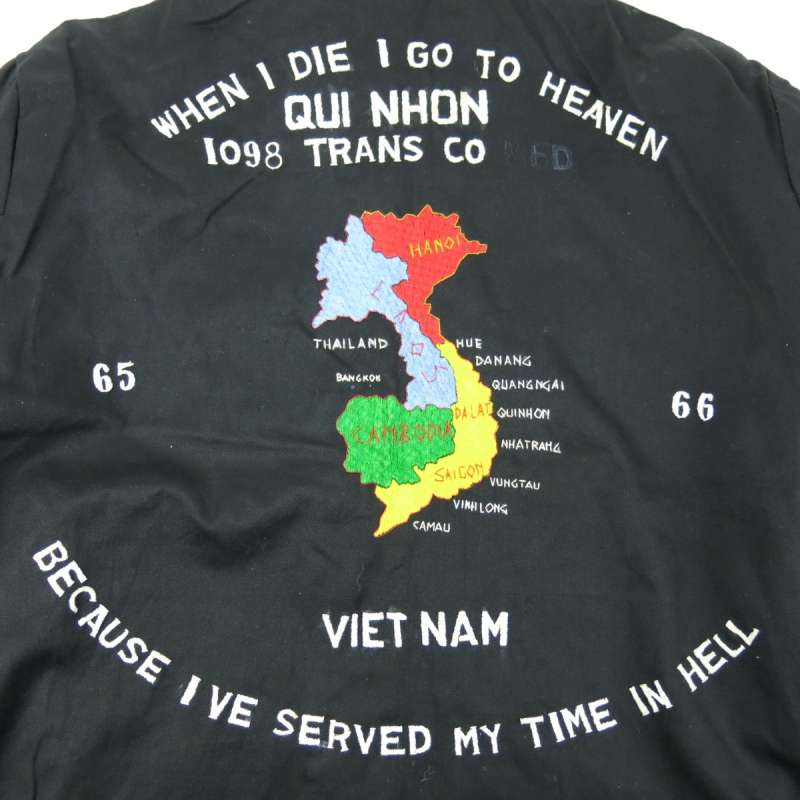 WHEN I DIE I GO TO HEAVEN
QUI NHON
1098 TRANS CO MED
HANOI
LAOS
THAILAND
HUE
DANANG
BANGKOK
QUANGNGAI
65
66
DALAT
QUINHON
CAMBODIA
NHATRANG
SAIGON
VUNGTAU
VINHLONG
CAMAU
VIET NAM
BECAUSE I'VE SERVED MY TIME IN HELL